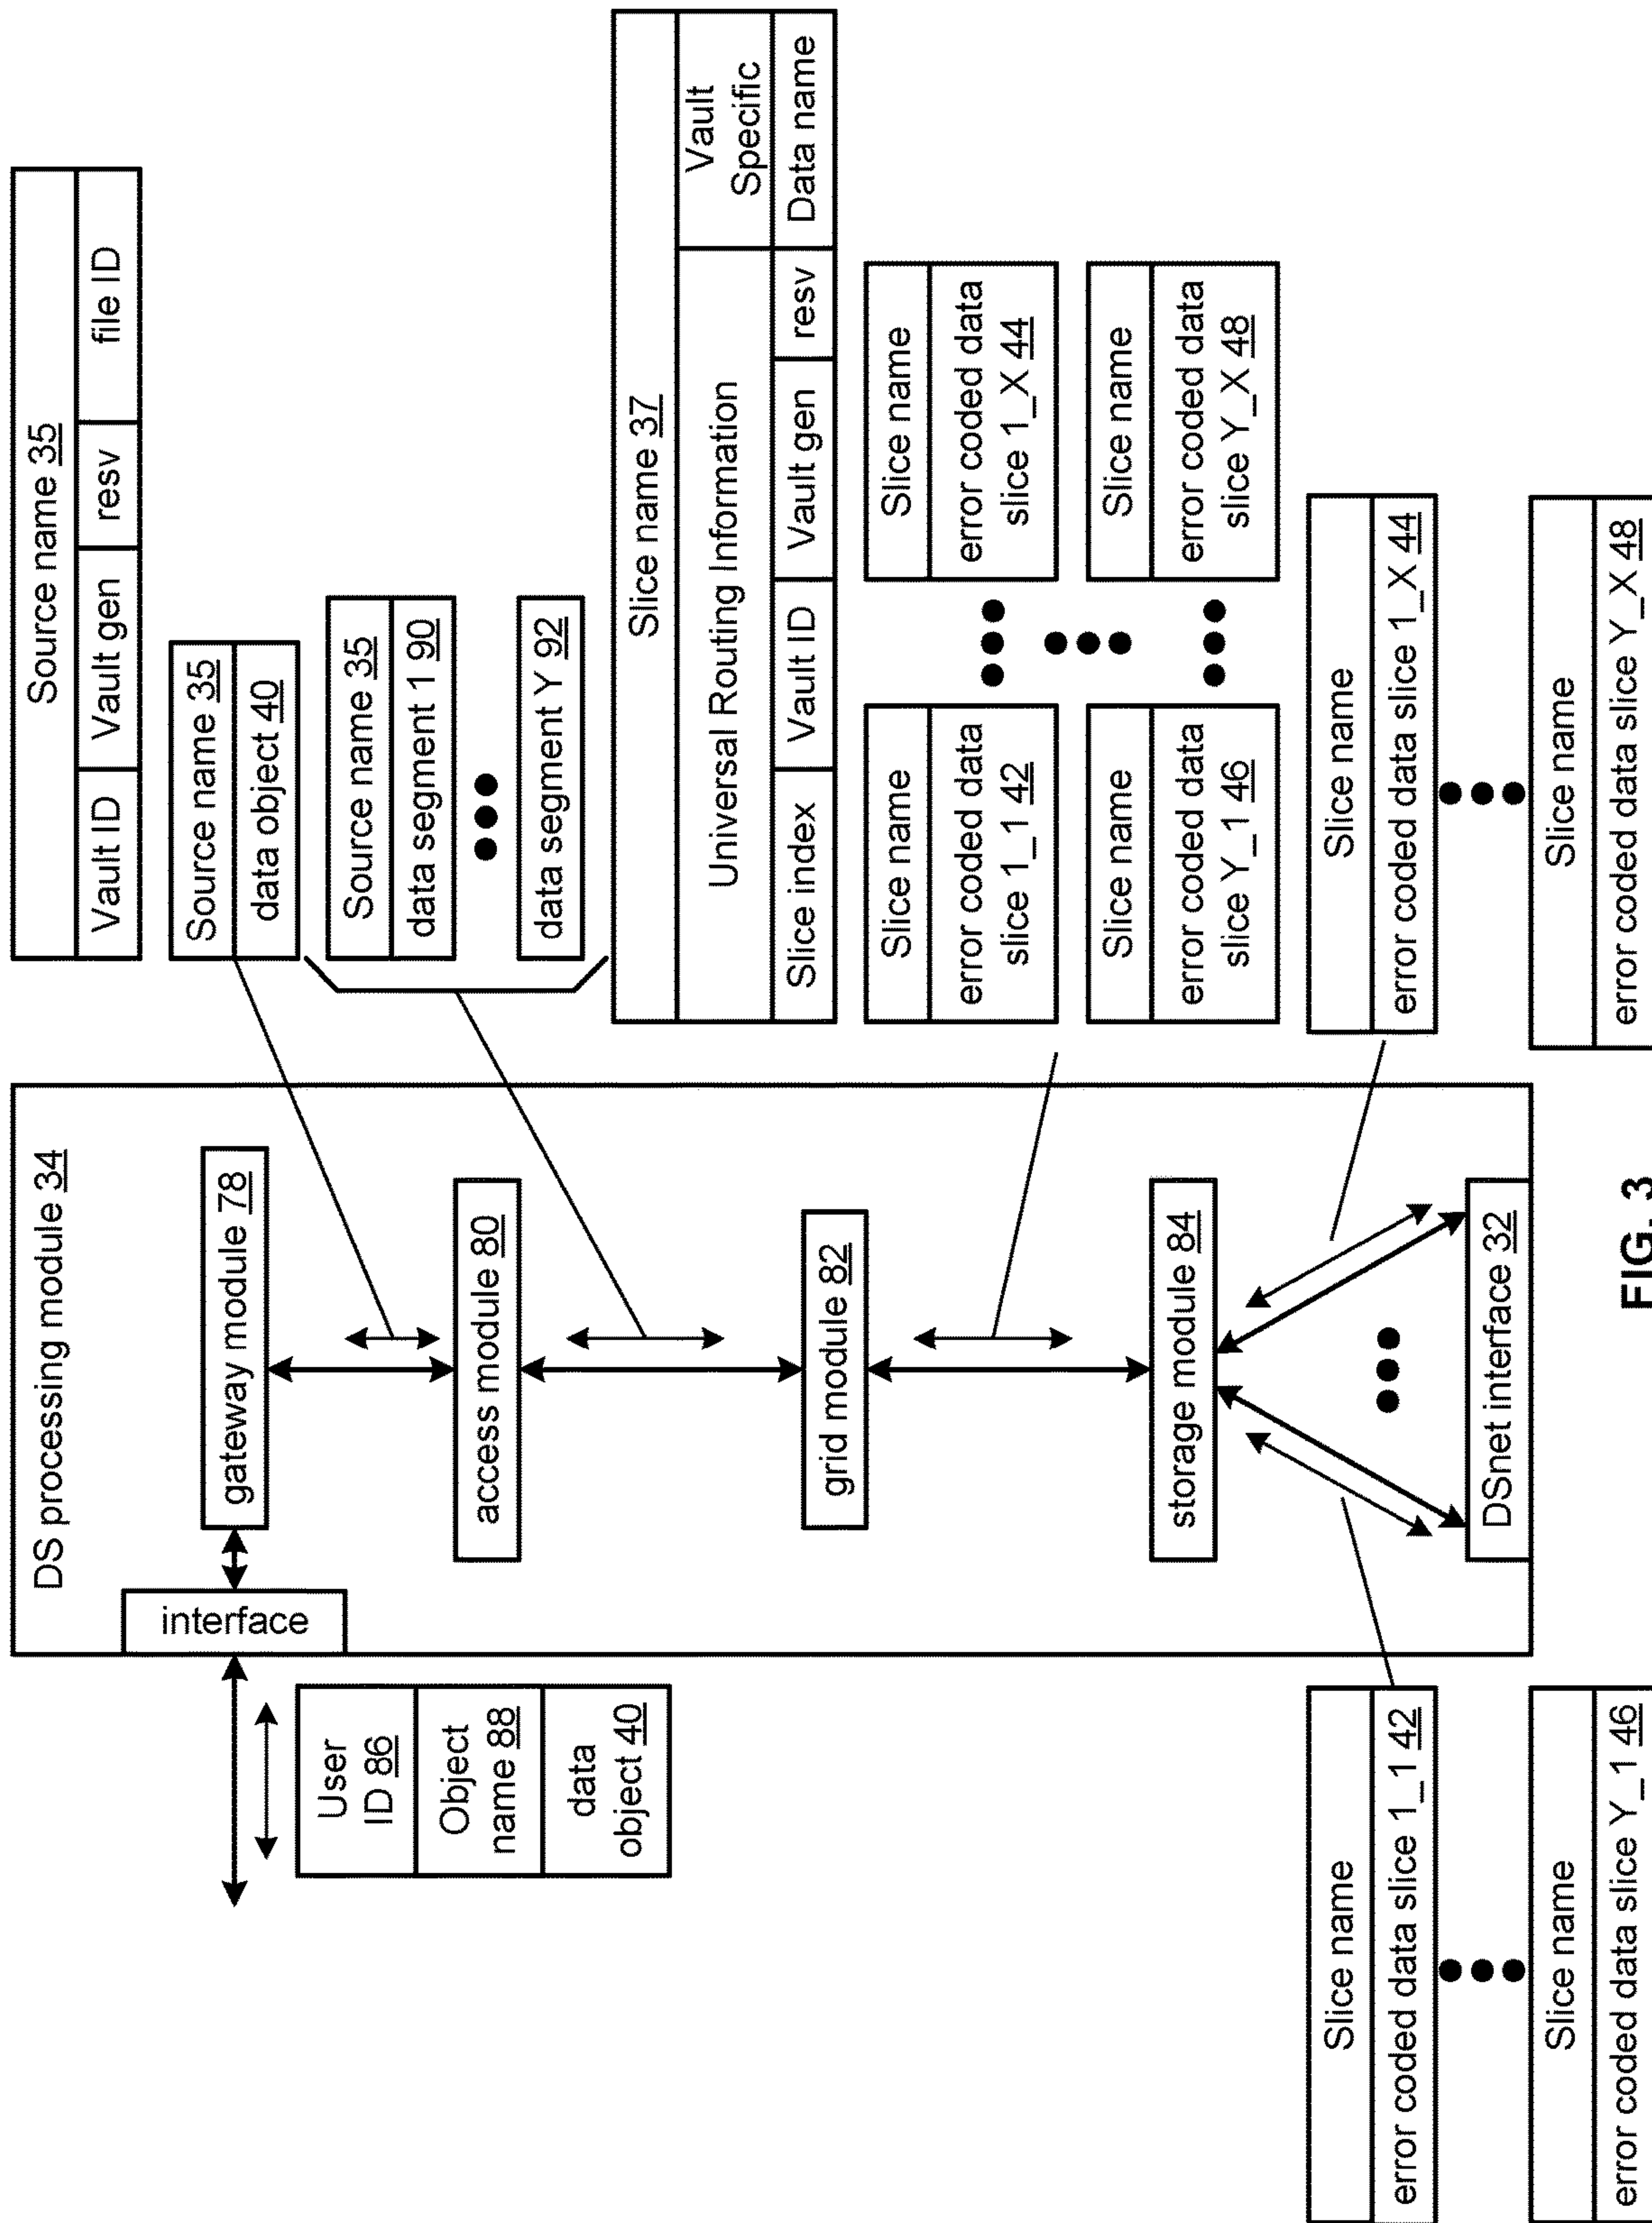 DS processing module 34
interface
gateway module 78
access module 80
grid module 82
storage module 84
DSnet interface 32
User
ID 86
Object
name 88
data
object 40
Source name 35
Vault ID
Vault gen
resv
file ID
Source name 35
data object 40
Source name 35
data segment 1 90
data segment Y 92
Slice name 37
Universal Routing Information
Vault
Specific
Slice index
Vault ID
Vault gen
resv
Data name
Slice name
error coded data
slice 1_1 42
Slice name
error coded data
slice 1_X 44
Slice name
error coded data
slice Y_1 46
Slice name
error coded data
slice Y_X 48
Slice name
error coded data slice 1_1 42
Slice name
error coded data slice Y_1 46
Slice name
error coded data slice 1_X 44
Slice name
error coded data slice Y_X 48
FIG. 3